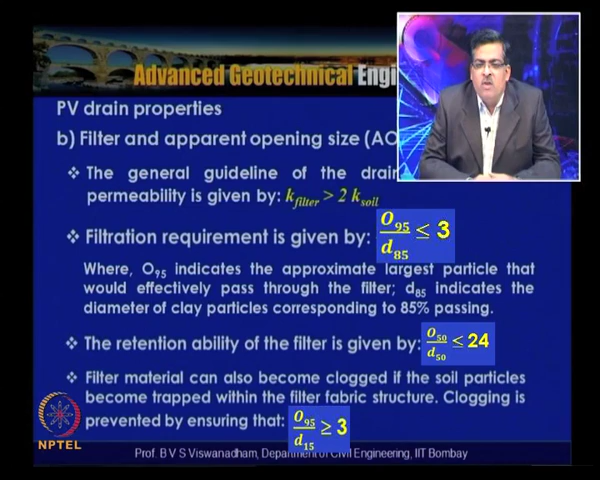 Advanced Geotechnical Engi
PV drain properties
b) Filter and apparent opening size (AO
❖ The general guideline of the drain
permeability is given by: k_filter > 2 k_soil
❖ Filtration requirement is given by: O₉₅/d₈₅ ≤ 3
Where, O₉₅ indicates the approximate largest particle that
would effectively pass through the filter; d₈₅ indicates the
diameter of clay particles corresponding to 85% passing.
❖ The retention ability of the filter is given by: O₅₀/d₅₀ ≤ 24
❖ Filter material can also become clogged if the soil particles
become trapped within the filter fabric structure. Clogging is
prevented by ensuring that: O₉₅/d₁₅ ≥ 3
NPTEL
Prof. B V S Viswanadham, Department of Civil Engineering, IIT Bombay